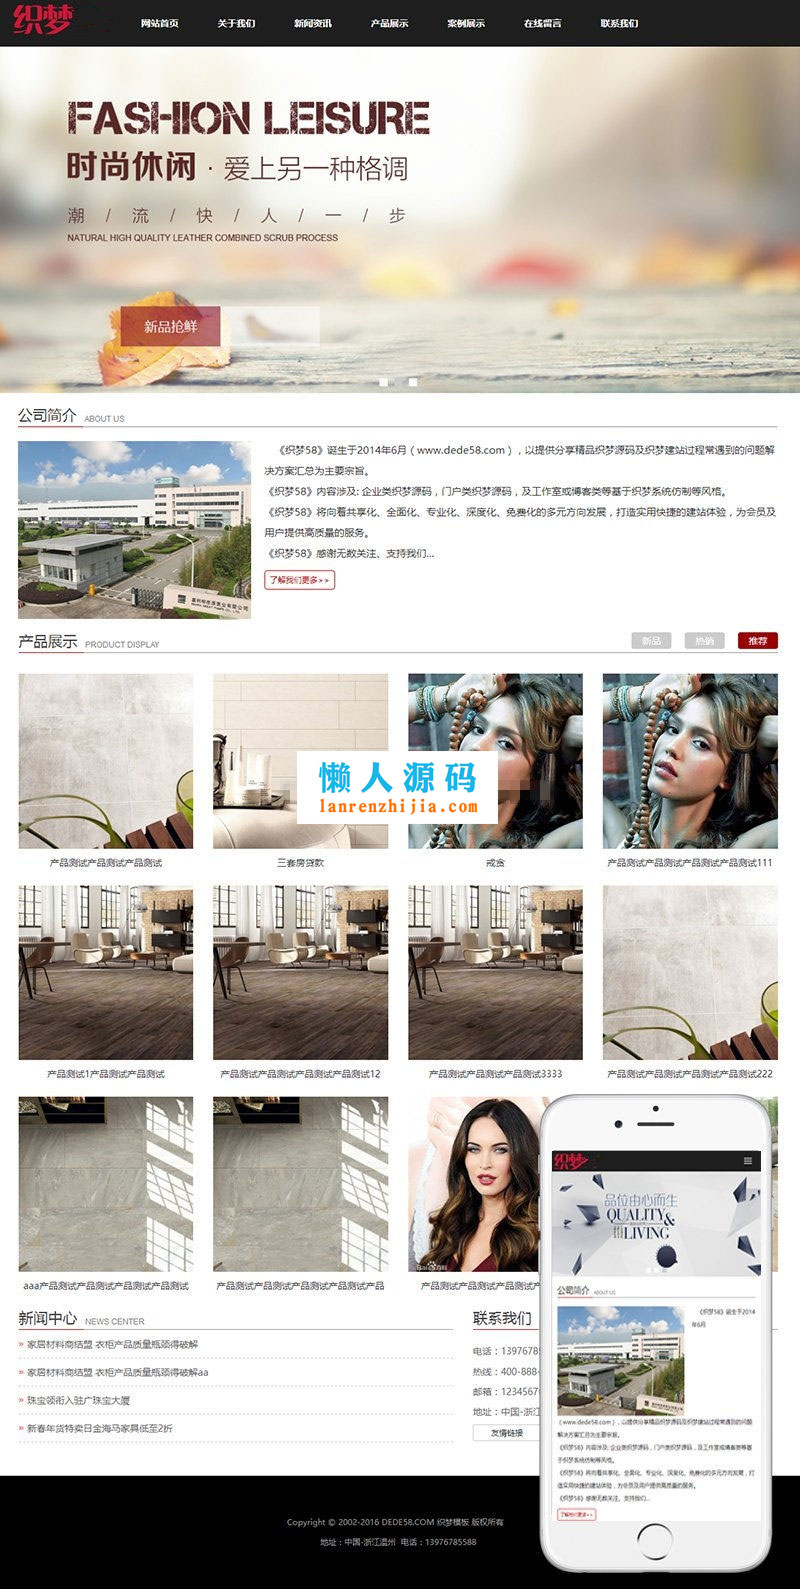 织梦
网站首页 关于我们 新闻资讯 产品展示 案例展示 在线留言 联系我们
FASHION LEISURE
时尚休闲 · 爱上另一种格调
潮 / 流 / 快 / 人 / 一 / 步
NATURAL HIGH QUALITY LEATHER COMBINED SCRUB PROCESS
新品抢鲜
公司简介 ABOUT US
《织梦58》诞生于2014年6月（www.dede58.com），以提供分享精品织梦源码及织梦建站过程常遇到的问题解
决方案汇总为主要宗旨。
《织梦58》内容涉及: 企业类织梦源码，门户类织梦源码，及工作室或博客类等基于织梦系统仿制等风格。
《织梦58》将向着共享化、全面化、专业化、深度化、免费化的多元方向发展，打造实用快捷的建站体验，为会员及
用户提供高质量的服务。
《织梦58》感谢无数关注、支持我们...
了解我们更多>>
产品展示 PRODUCT DISPLAY
新品 热销 推荐
懒人源码
lanrenzhijia.com
产品测试产品测试产品测试
三套房贷款
戒贪
产品测试产品测试产品测试产品测试111
产品测试1产品测试产品测试
产品测试产品测试产品测试产品测试12
产品测试产品测试产品测试3333
产品测试产品测试产品测试产品测试222
aaa产品测试产品测试产品测试产品测试
产品测试产品测试产品测试产品测试产品
产品测试产品测试产品测试产
新闻中心 NEWS CENTER
» 家居材料商结盟 衣柜产品质量瓶颈得破解
» 家居材料商结盟 衣柜产品质量瓶颈得破解aa
» 珠宝领衔入驻广珠宝大厦
» 新春年货特卖日金海马家具低至2折
联系我们
电话：13976785
热线：400-888-
邮箱：1234567
地址：中国-浙江
友情链接
织梦
品位由心而生
QUALITY&
LIVING
公司简介 ABOUT US
《织梦58》诞生于2014
年6月
（www.dede58.com），以提供分享精品织梦源码及织梦建站过程常遇到的问题
解决方案汇总为主要宗旨。
《织梦58》内容涉及: 企业类织梦源码，门户类织梦源码，及工作室或博客类等基
于织梦系统仿制等风格。
《织梦58》将向着共享化、全面化、专业化、深度化、免费化的多元方向发展，打
造实用快捷的建站体验，为会员及用户提供高质量的服务。
《织梦58》感谢无数关注、支持我们...
了解我们更多>>
Copyright © 2002-2016 DEDE58.COM 织梦模板 版权所有
地址：中国-浙江温州 电话：13976785588